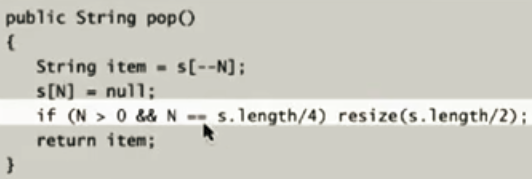 public String pop()
{
String item = s[--N];
s[N] = null;
if (N > 0 && N == s.length/4) resize(s.length/2);
return item;
}